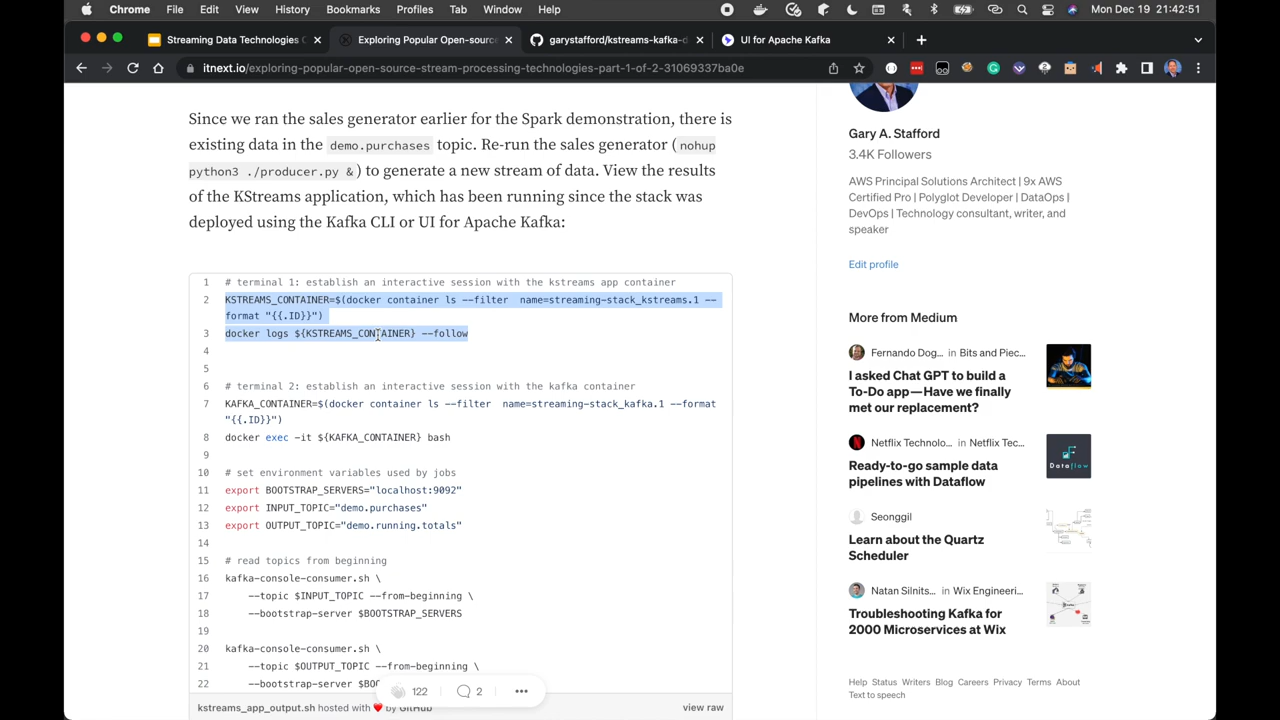 Chrome File Edit View History Bookmarks Profiles Tab Window Help Mon Dec 19 21:42:51
Streaming Data Technologies C
Exploring Popular Open-source
garystafford/kstreams-kafka-d
UI for Apache Kafka
itnext.io/exploring-popular-open-source-stream-processing-technologies-part-1-of-2-31069337ba0e
Since we ran the sales generator earlier for the Spark demonstration, there is
existing data in the demo.purchases topic. Re-run the sales generator ( nohup
python3 ./producer.py & ) to generate a new stream of data. View the results
of the KStreams application, which has been running since the stack was
deployed using the Kafka CLI or UI for Apache Kafka:
1 # terminal 1: establish an interactive session with the kstreams app container
2 KSTREAMS_CONTAINER=$(docker container ls --filter  name=streaming-stack_kstreams.1 --
format "{{.ID}}")
3 docker logs ${KSTREAMS_CONTAINER} --follow
4
5
6 # terminal 2: establish an interactive session with the kafka container
7 KAFKA_CONTAINER=$(docker container ls --filter  name=streaming-stack_kafka.1 --format
"{{.ID}}")
8 docker exec -it ${KAFKA_CONTAINER} bash
9
10 # set environment variables used by jobs
11 export BOOTSTRAP_SERVERS="localhost:9092"
12 export INPUT_TOPIC="demo.purchases"
13 export OUTPUT_TOPIC="demo.running.totals"
14
15 # read topics from beginning
16 kafka-console-consumer.sh \
17 --topic $INPUT_TOPIC --from-beginning \
18 --bootstrap-server $BOOTSTRAP_SERVERS
19
20 kafka-console-consumer.sh \
21 --topic $OUTPUT_TOPIC --from-beginning \
22 --bootstrap-server
122 2
kstreams_app_output.sh hosted with ❤ by GitHub view raw
Gary A. Stafford
3.4K Followers
AWS Principal Solutions Architect | 9x AWS
Certified Pro | Polyglot Developer | DataOps |
DevOps | Technology consultant, writer, and
speaker
Edit profile
More from Medium
Fernando Dog... in Bits and Piec...
I asked Chat GPT to build a
To-Do app — Have we finally
met our replacement?
Netflix Technolo... in Netflix Tec...
Ready-to-go sample data
pipelines with Dataflow
Dataflow
Seonggil
Learn about the Quartz
Scheduler
Natan Silnits... in Wix Engineeri...
Troubleshooting Kafka for
2000 Microservices at Wix
Help Status Writers Blog Careers Privacy Terms About
Text to speech